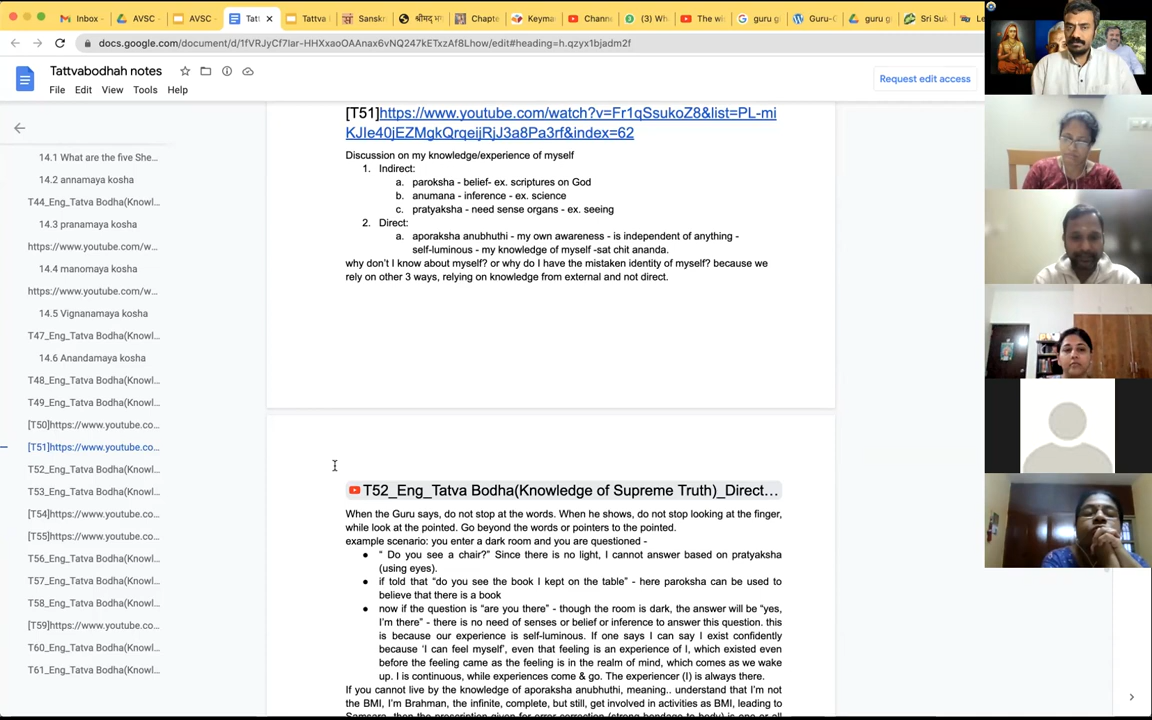 Inbox
AVSC
AVSC
Tatt
Tattva
Sanskr
श्रीमद् भग
Chapte
Keyma
Chann
(3) Wh
The wi
guru g
Guru-C
guru g
Sri Suk
Le
docs.google.com/document/d/1fVRJyCf7Iar-HHXxaoOAAnax6vNQ247kETxzAf8Lhow/edit#heading=h.qzyx1bjadm2f
Tattvabodhah notes
File Edit View Tools Help
Request edit access
14.1 What are the five She...
14.2 annamaya kosha
T44_Eng_Tatva Bodha(Knowl...
14.3 pranamaya kosha
https://www.youtube.com/w...
14.4 manomaya kosha
https://www.youtube.com/w...
14.5 Vignanamaya kosha
T47_Eng_Tatva Bodha(Knowl...
14.6 Anandamaya kosha
T48_Eng_Tatva Bodha(Knowl...
T49_Eng_Tatva Bodha(Knowl...
[T50]https://www.youtube.co...
[T51]https://www.youtube.co...
T52_Eng_Tatva Bodha(Knowl...
T53_Eng_Tatva Bodha(Knowl...
[T54]https://www.youtube.co...
[T55]https://www.youtube.co...
T56_Eng_Tatva Bodha(Knowl...
T57_Eng_Tatva Bodha(Knowl...
T58_Eng_Tatva Bodha(Knowl...
[T59]https://www.youtube.co...
T60_Eng_Tatva Bodha(Knowl...
T61_Eng_Tatva Bodha(Knowl...
[T51]https://www.youtube.com/watch?v=Fr1qSsukoZ8&list=PL-mi
KJIe40jEZMgkQrqeijRjJ3a8Pa3rf&index=62
Discussion on my knowledge/experience of myself
1. Indirect:
a. paroksha - belief- ex. scriptures on God
b. anumana - inference - ex. science
c. pratyaksha - need sense organs - ex. seeing
2. Direct:
a. aporaksha anubhuthi - my own awareness - is independent of anything -
self-luminous - my knowledge of myself -sat chit ananda.
why don't I know about myself? or why do I have the mistaken identity of myself? because we
rely on other 3 ways, relying on knowledge from external and not direct.
T52_Eng_Tatva Bodha(Knowledge of Supreme Truth)_Direct...
When the Guru says, do not stop at the words. When he shows, do not stop looking at the finger,
while look at the pointed. Go beyond the words or pointers to the pointed.
example scenario: you enter a dark room and you are questioned -
● “ Do you see a chair?” Since there is no light, I cannot answer based on pratyaksha
(using eyes).
● if told that “do you see the book I kept on the table” - here paroksha can be used to
believe that there is a book
● now if the question is “are you there” - though the room is dark, the answer will be “yes,
I'm there” - there is no need of senses or belief or inference to answer this question. this
is because our experience is self-luminous. If one says I can say I exist confidently
because 'I can feel myself', even that feeling is an experience of I, which existed even
before the feeling came as the feeling is in the realm of mind, which comes as we wake
up. I is continuous, while experiences come & go. The experiencer (I) is always there.
If you cannot live by the knowledge of aporaksha anubhuthi, meaning.. understand that I'm not
the BMI, I'm Brahman, the infinite, complete, but still, get involved in activities as BMI, leading to
Samsara, then the prescription given for error correction (strong bondage to body) is one or all